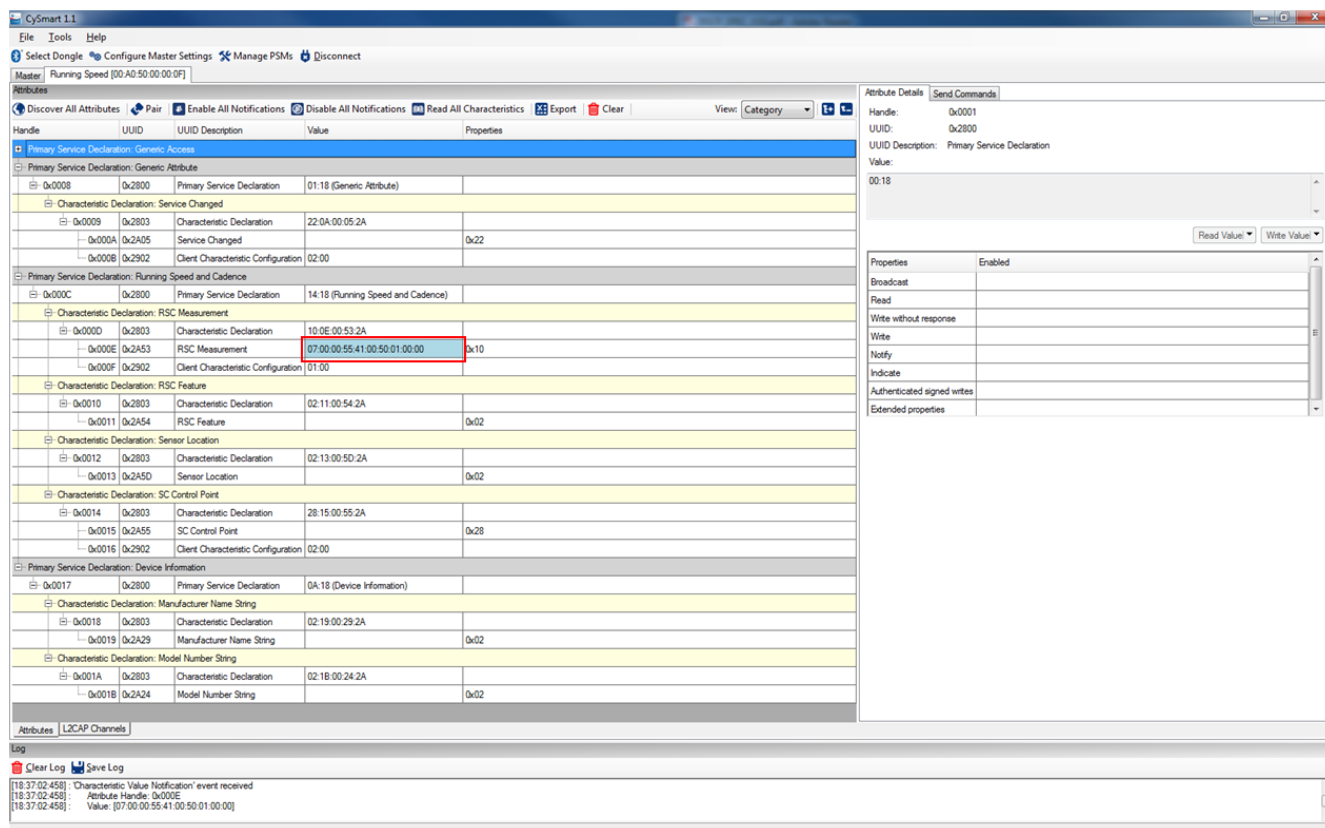 CySmart 1.1
File Tools Help
Select Dongle Configure Master Settings Manage PSMs Disconnect
Master Running Speed [00:A0:50:00:00:0F]
Attributes
Discover All Attributes Pair Enable All Notifications Disable All Notifications Read All Characteristics Export Clear View: Category
Handle UUID UUID Description Value Properties
Primary Service Declaration: Generic Access
Primary Service Declaration: Generic Attribute
0x0008 0x2800 Primary Service Declaration 01:18 (Generic Attribute)
Characteristic Declaration: Service Changed
0x0009 0x2803 Characteristic Declaration 22:0A:00:05:2A
0x000A 0x2A05 Service Changed 0x22
0x000B 0x2902 Client Characteristic Configuration 02:00
Primary Service Declaration: Running Speed and Cadence
0x000C 0x2800 Primary Service Declaration 14:18 (Running Speed and Cadence)
Characteristic Declaration: RSC Measurement
0x000D 0x2803 Characteristic Declaration 10:0E:00:53:2A
0x000E 0x2A53 RSC Measurement 07:00:00:55:41:00:50:01:00:00 0x10
0x000F 0x2902 Client Characteristic Configuration 01:00
Characteristic Declaration: RSC Feature
0x0010 0x2803 Characteristic Declaration 02:11:00:54:2A
0x0011 0x2A54 RSC Feature 0x02
Characteristic Declaration: Sensor Location
0x0012 0x2803 Characteristic Declaration 02:13:00:5D:2A
0x0013 0x2A5D Sensor Location 0x02
Characteristic Declaration: SC Control Point
0x0014 0x2803 Characteristic Declaration 28:15:00:55:2A
0x0015 0x2A55 SC Control Point 0x28
0x0016 0x2902 Client Characteristic Configuration 02:00
Primary Service Declaration: Device Information
0x0017 0x2800 Primary Service Declaration 0A:18 (Device Information)
Characteristic Declaration: Manufacturer Name String
0x0018 0x2803 Characteristic Declaration 02:19:00:29:2A
0x0019 0x2A29 Manufacturer Name String 0x02
Characteristic Declaration: Model Number String
0x001A 0x2803 Characteristic Declaration 02:1B:00:24:2A
0x001B 0x2A24 Model Number String 0x02
Attributes L2CAP Channels
Attribute Details Send Commands
Handle: 0x0001
UUID: 0x2800
UUID Description: Primary Service Declaration
Value:
00:18
Read Value Write Value
Properties Enabled
Broadcast
Read
Write without response
Write
Notify
Indicate
Authenticated signed writes
Extended properties
Log
Clear Log Save Log
[18:37:02:458] : 'Characteristic Value Notification' event received
[18:37:02:458] : Attribute Handle: 0x000E
[18:37:02:458] : Value: [07:00:00:55:41:00:50:01:00:00]